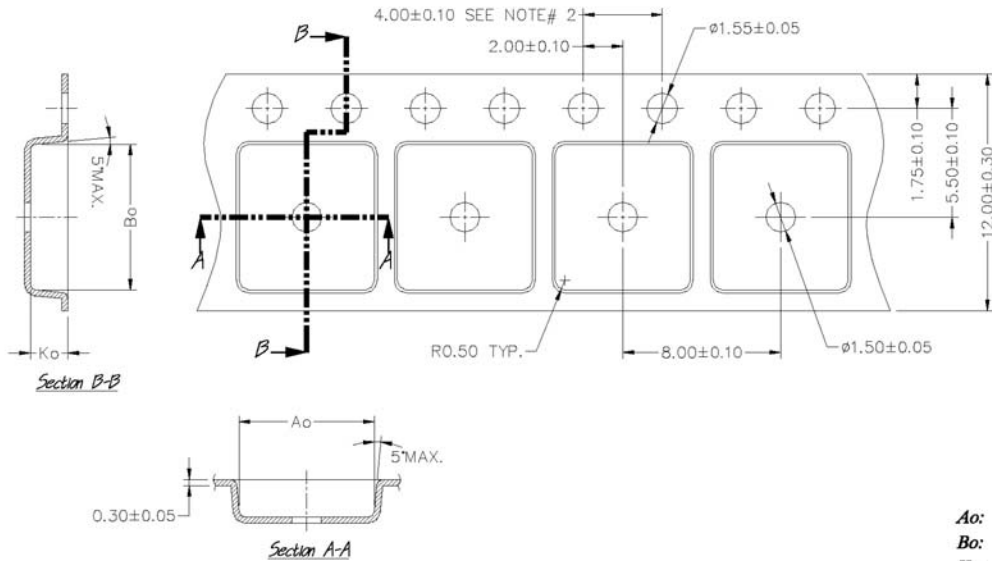 4.00±0.10 SEE NOTE# 2
2.00±0.10
ø1.55±0.05
B
5°MAX.
Bo
1.75±0.10
5.50±0.10
12.00±0.30
A
A
B
R0.50 TYP.
8.00±0.10
ø1.50±0.05
Ko
Section B-B
Ao
5°MAX.
0.30±0.05
Section A-A
Ao:
Bo: